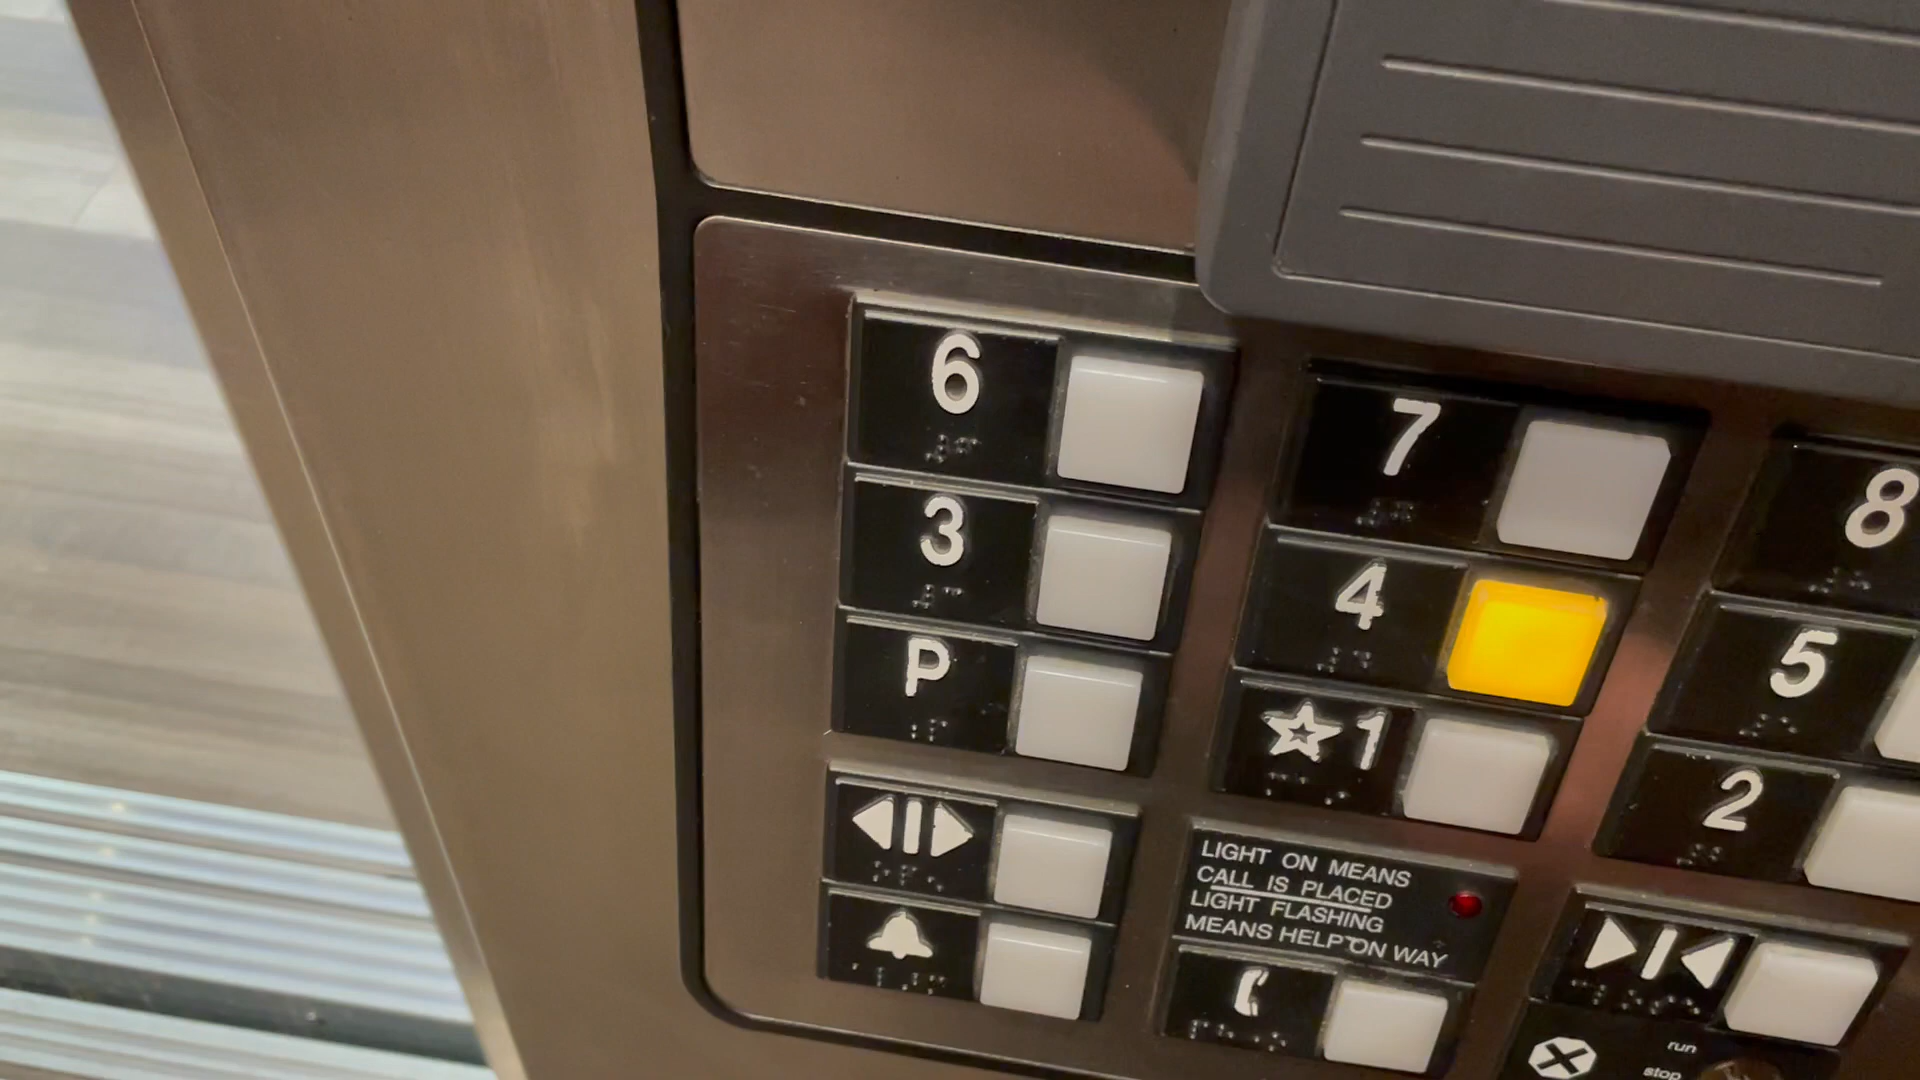 6
7
8
3
4
5
P
☆1
2
LIGHT ON MEANS
CALL IS PLACED
LIGHT FLASHING
MEANS HELP ON WAY
run
stop